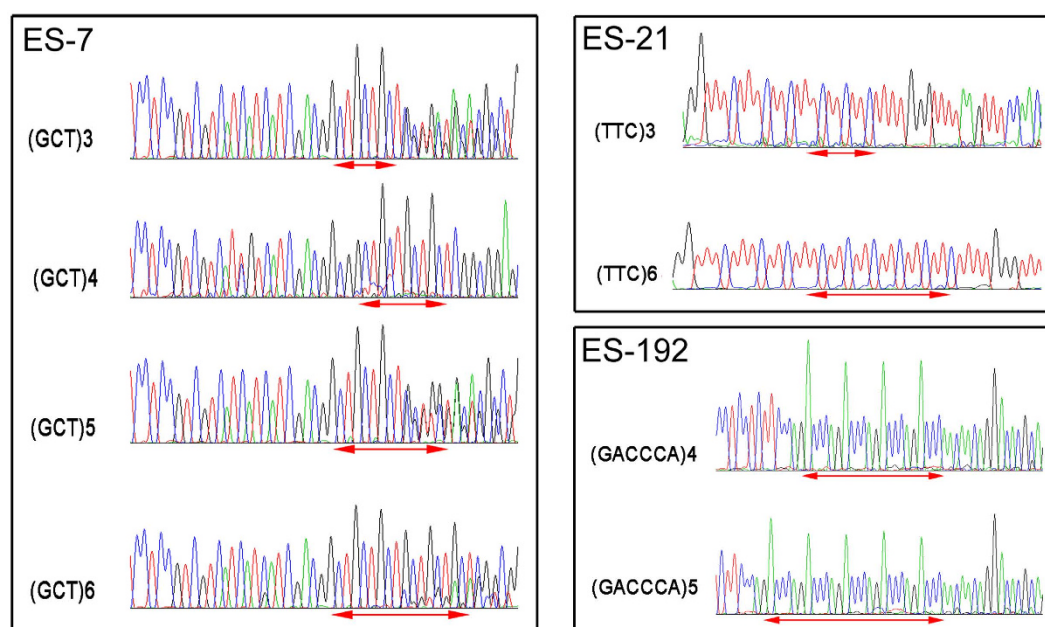 ES-7
(GCT)3
(GCT)4
(GCT)5
(GCT)6
ES-21
(TTC)3
(TTC)6
ES-192
(GACCCA)4
(GACCCA)5